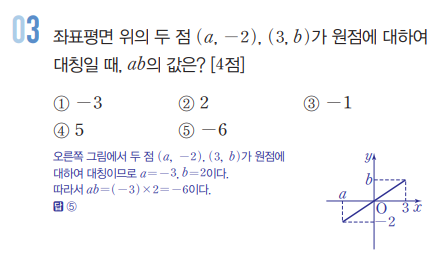 03 좌표평면 위의 두 점 (a, −2), (3, b)가 원점에 대하여
대칭일 때, ab의 값은? [4점]
① −3 ② 2 ③ −1
④ 5 ⑤ −6
오른쪽 그림에서 두 점 (a, −2), (3, b)가 원점에
대하여 대칭이므로 a=−3, b=2이다.
따라서 ab=(−3)×2=−6이다.
답 ⑤
y
b
a
O 3 x
−2